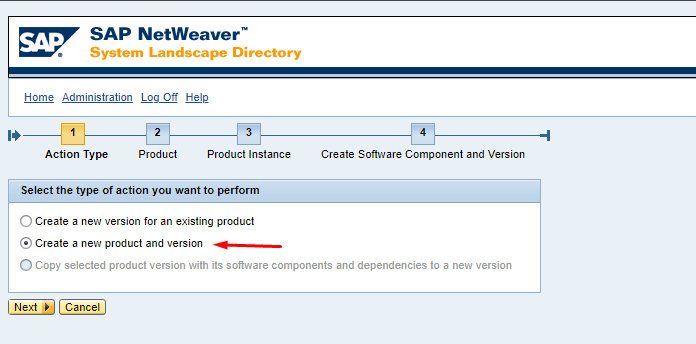 SAP
SAP NetWeaver™
System Landscape Directory
Home Administration Log Off Help
1 2 3 4
Action Type Product Product Instance Create Software Component and Version
Select the type of action you want to perform
Create a new version for an existing product
Create a new product and version
Copy selected product version with its software components and dependencies to a new version
Next Cancel